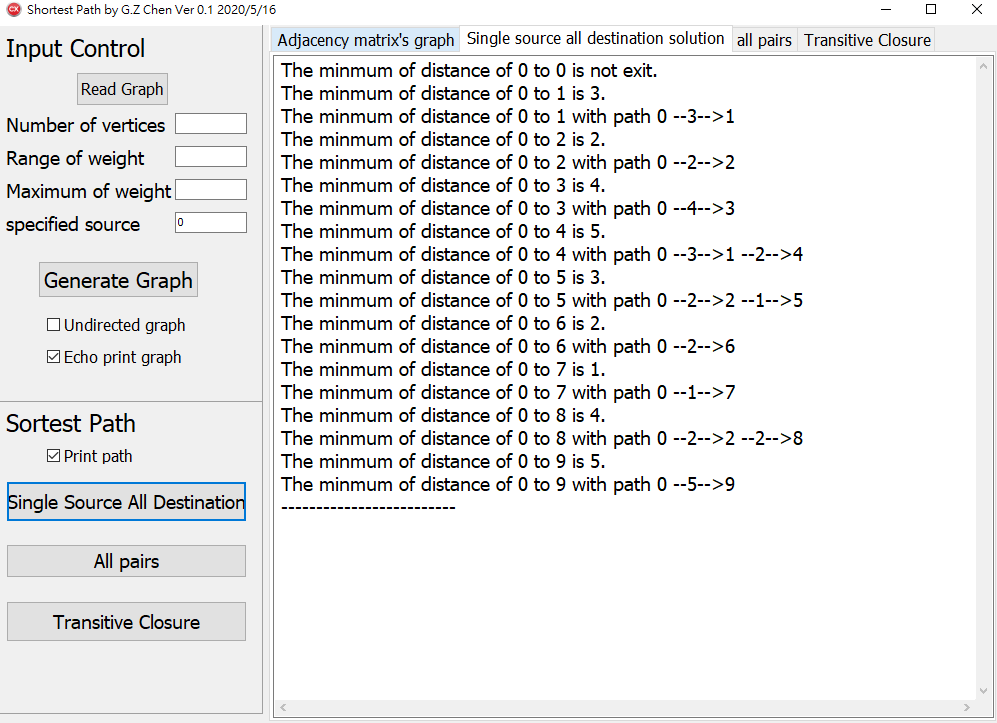 Shortest Path by G.Z Chen Ver 0.1 2020/5/16
Input Control
Read Graph
Number of vertices
Range of weight
Maximum of weight
specified source 0
Generate Graph
Undirected graph
Echo print graph
Sortest Path
Print path
Single Source All Destination
All pairs
Transitive Closure
Adjacency matrix's graph Single source all destination solution all pairs Transitive Closure
The minmum of distance of 0 to 0 is not exit.
The minmum of distance of 0 to 1 is 3.
The minmum of distance of 0 to 1 with path 0 --3-->1
The minmum of distance of 0 to 2 is 2.
The minmum of distance of 0 to 2 with path 0 --2-->2
The minmum of distance of 0 to 3 is 4.
The minmum of distance of 0 to 3 with path 0 --4-->3
The minmum of distance of 0 to 4 is 5.
The minmum of distance of 0 to 4 with path 0 --3-->1 --2-->4
The minmum of distance of 0 to 5 is 3.
The minmum of distance of 0 to 5 with path 0 --2-->2 --1-->5
The minmum of distance of 0 to 6 is 2.
The minmum of distance of 0 to 6 with path 0 --2-->6
The minmum of distance of 0 to 7 is 1.
The minmum of distance of 0 to 7 with path 0 --1-->7
The minmum of distance of 0 to 8 is 4.
The minmum of distance of 0 to 8 with path 0 --2-->2 --2-->8
The minmum of distance of 0 to 9 is 5.
The minmum of distance of 0 to 9 with path 0 --5-->9
-------------------------